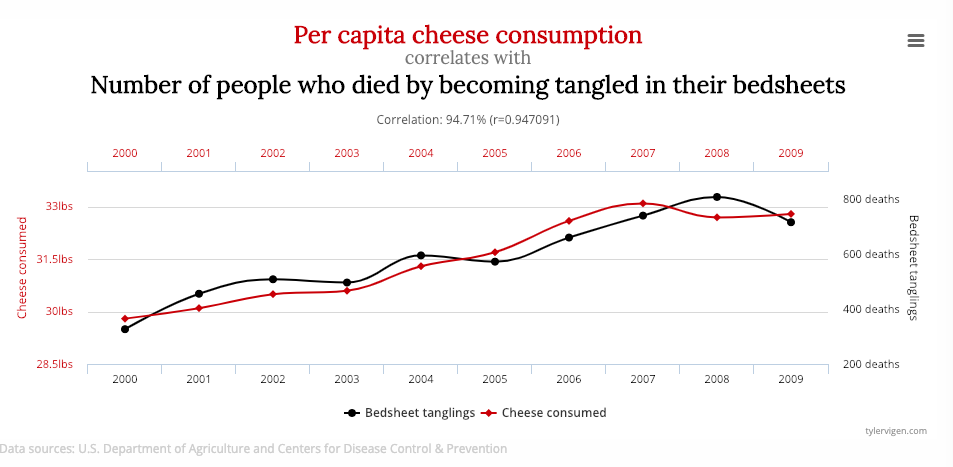 Per capita cheese consumption
correlates with
Number of people who died by becoming tangled in their bedsheets
Correlation: 94.71% (r=0.947091)
2000 2001 2002 2003 2004 2005 2006 2007 2008 2009
Cheese consumed
33lbs
31.5lbs
30lbs
28.5lbs
800 deaths
600 deaths
400 deaths
200 deaths
Bedsheet tanglings
2000 2001 2002 2003 2004 2005 2006 2007 2008 2009
Bedsheet tanglings Cheese consumed
tylervigen.com
Data sources: U.S. Department of Agriculture and Centers for Disease Control & Prevention